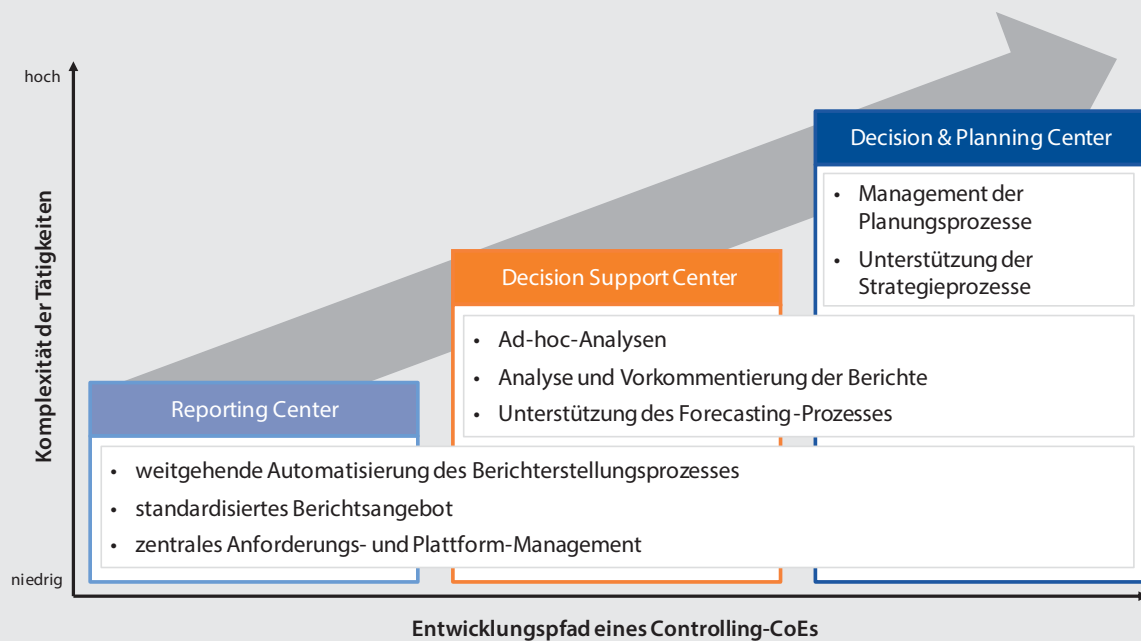 hoch
Komplexität der Tätigkeiten
niedrig
Decision & Planning Center
• Management der
Planungsprozesse
• Unterstützung der
Strategieprozesse
Decision Support Center
• Ad-hoc-Analysen
• Analyse und Vorkommentierung der Berichte
• Unterstützung des Forecasting-Prozesses
Reporting Center
• weitgehende Automatisierung des Berichterstellungsprozesses
• standardisiertes Berichtsangebot
• zentrales Anforderungs- und Plattform-Management
Entwicklungspfad eines Controlling-CoEs